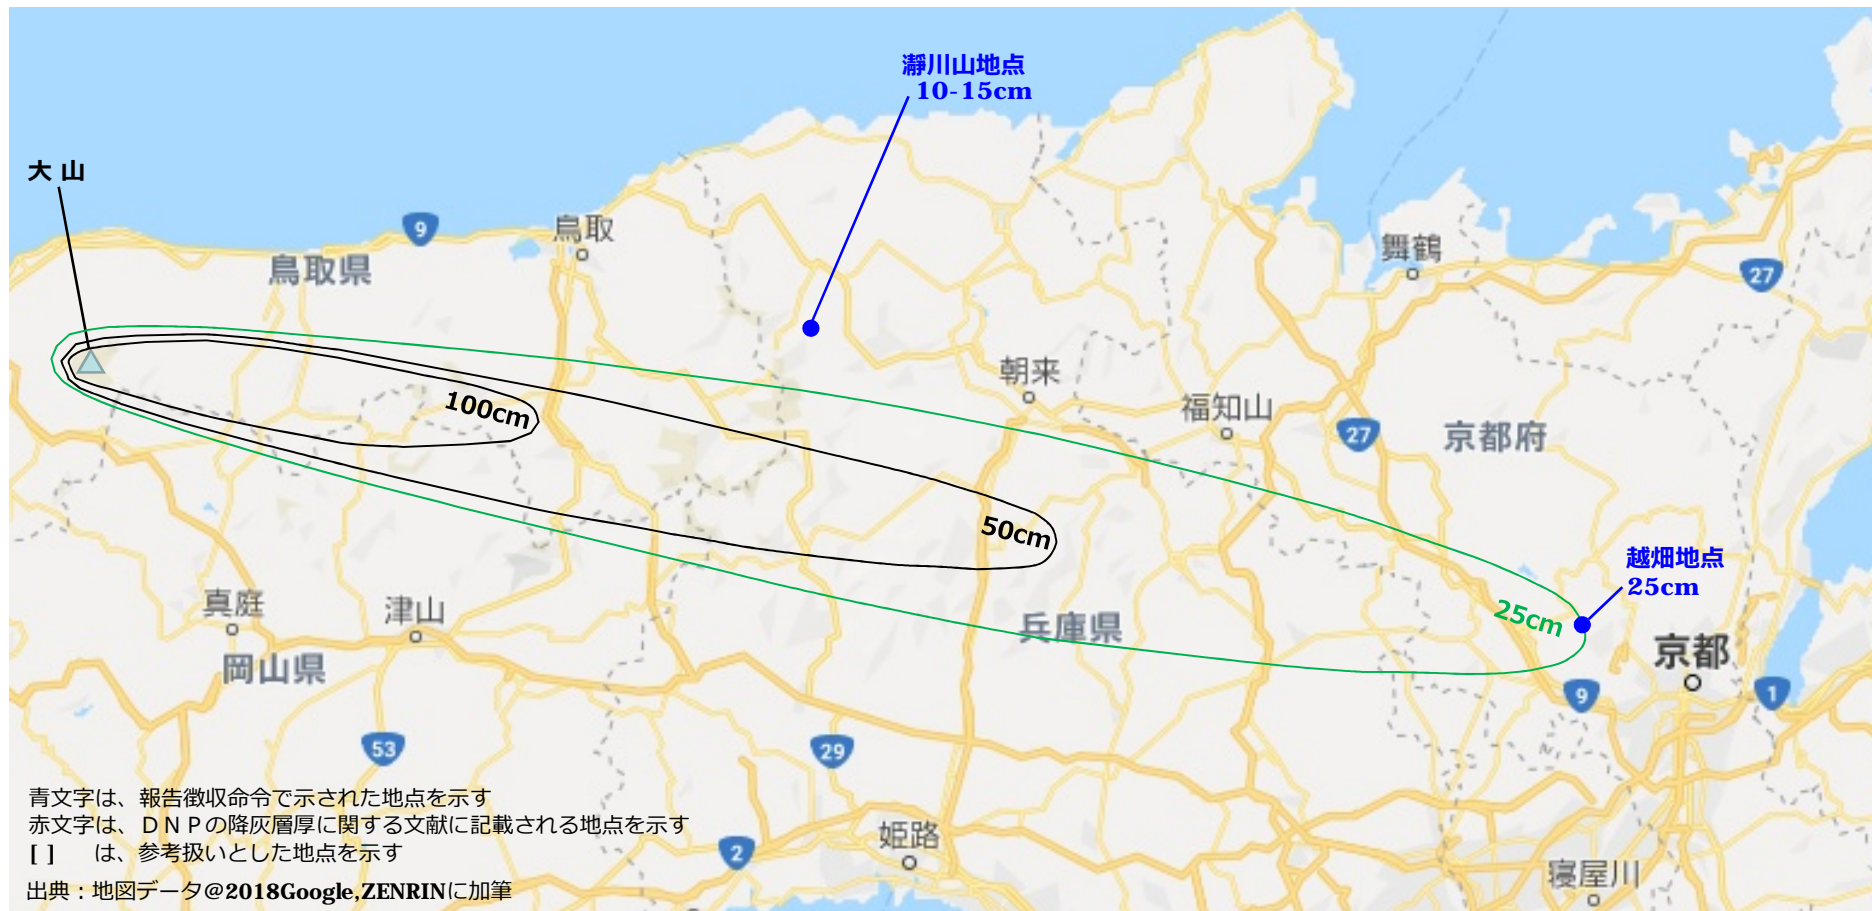 瀞川山地点
10-15cm
大 山
9
鳥取
舞鶴
鳥取県
27
朝来
100cm
福知山
27
京都府
50cm
越畑地点
25cm
25cm
真庭
津山
兵庫県
京都
岡山県
9
1
53
29
青文字は、報告徴収命令で示された地点を示す
赤文字は、ＤＮＰの降灰層厚に関する文献に記載される地点を示す
[ ]　は、参考扱いとした地点を示す
2
姫路
寝屋川
出典：地図データ@2018Google,ZENRINに加筆